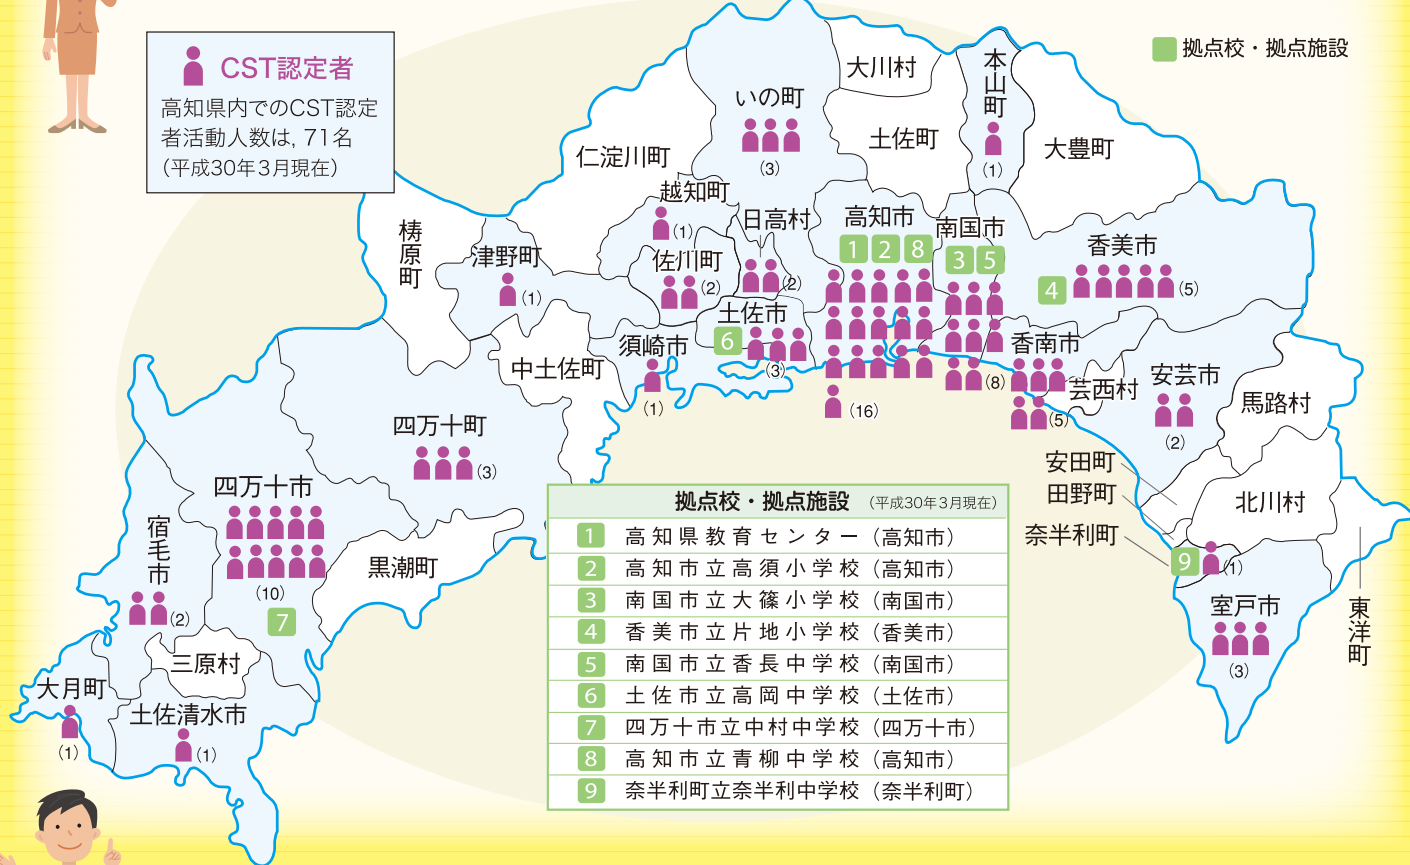 CST認定者
高知県内でのCST認定
者活動人数は, 71名
(平成30年3月現在)
拠点校・拠点施設
いの町
(3)
大川村
本山町
(1)
土佐町
大豊町
仁淀川町
越知町
(1)
日高村
(2)
高知市
1 2 8
(16)
南国市
3 5
(8)
香美市
4
(5)
梼原町
津野町
(1)
佐川町
(2)
土佐市
6
(3)
須崎市
(1)
中土佐町
香南市
(5)
芸西村
安芸市
(2)
馬路村
四万十町
(3)
安田町
田野町
奈半利町
9
(1)
北川村
室戸市
(3)
東洋町
四万十市
(10)
7
宿毛市
(2)
黒潮町
三原村
大月町
(1)
土佐清水市
(1)
拠点校・拠点施設 (平成30年3月現在)
1 高知県教育センター(高知市)
2 高知市立高須小学校(高知市)
3 南国市立大篠小学校(南国市)
4 香美市立片地小学校(香美市)
5 南国市立香長中学校(南国市)
6 土佐市立高岡中学校(土佐市)
7 四万十市立中村中学校(四万十市)
8 高知市立青柳中学校(高知市)
9 奈半利町立奈半利中学校(奈半利町)